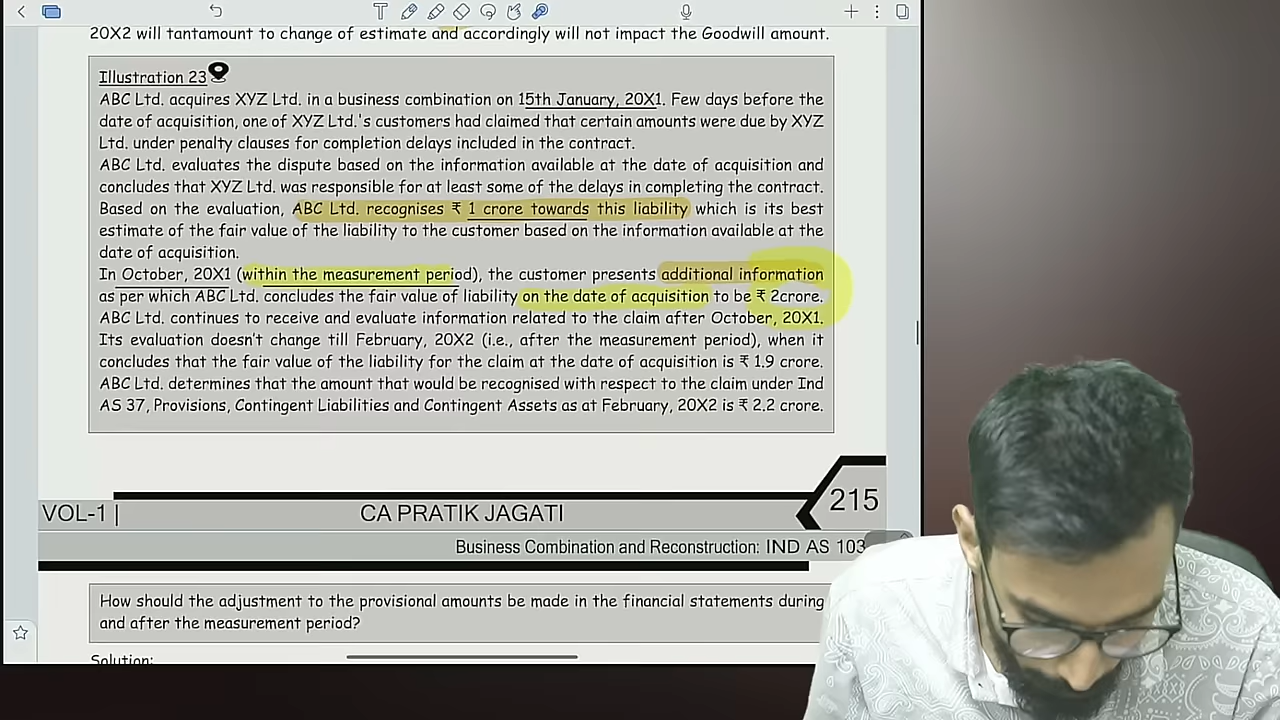 20X2 will tantamount to change of estimate and accordingly will not impact the Goodwill amount.
Illustration 23
ABC Ltd. acquires XYZ Ltd. in a business combination on 15th January, 20X1. Few days before the
date of acquisition, one of XYZ Ltd.'s customers had claimed that certain amounts were due by XYZ
Ltd. under penalty clauses for completion delays included in the contract.
ABC Ltd. evaluates the dispute based on the information available at the date of acquisition and
concludes that XYZ Ltd. was responsible for at least some of the delays in completing the contract.
Based on the evaluation, ABC Ltd. recognises ₹ 1 crore towards this liability which is its best
estimate of the fair value of the liability to the customer based on the information available at the
date of acquisition.
In October, 20X1 (within the measurement period), the customer presents additional information
as per which ABC Ltd. concludes the fair value of liability on the date of acquisition to be ₹ 2crore.
ABC Ltd. continues to receive and evaluate information related to the claim after October, 20X1.
Its evaluation doesn't change till February, 20X2 (i.e., after the measurement period), when it
concludes that the fair value of the liability for the claim at the date of acquisition is ₹ 1.9 crore.
ABC Ltd. determines that the amount that would be recognised with respect to the claim under Ind
AS 37, Provisions, Contingent Liabilities and Contingent Assets as at February, 20X2 is ₹ 2.2 crore.
VOL-1 | CA PRATIK JAGATI 215
Business Combination and Reconstruction: IND AS 103
How should the adjustment to the provisional amounts be made in the financial statements during
and after the measurement period?
Solution: